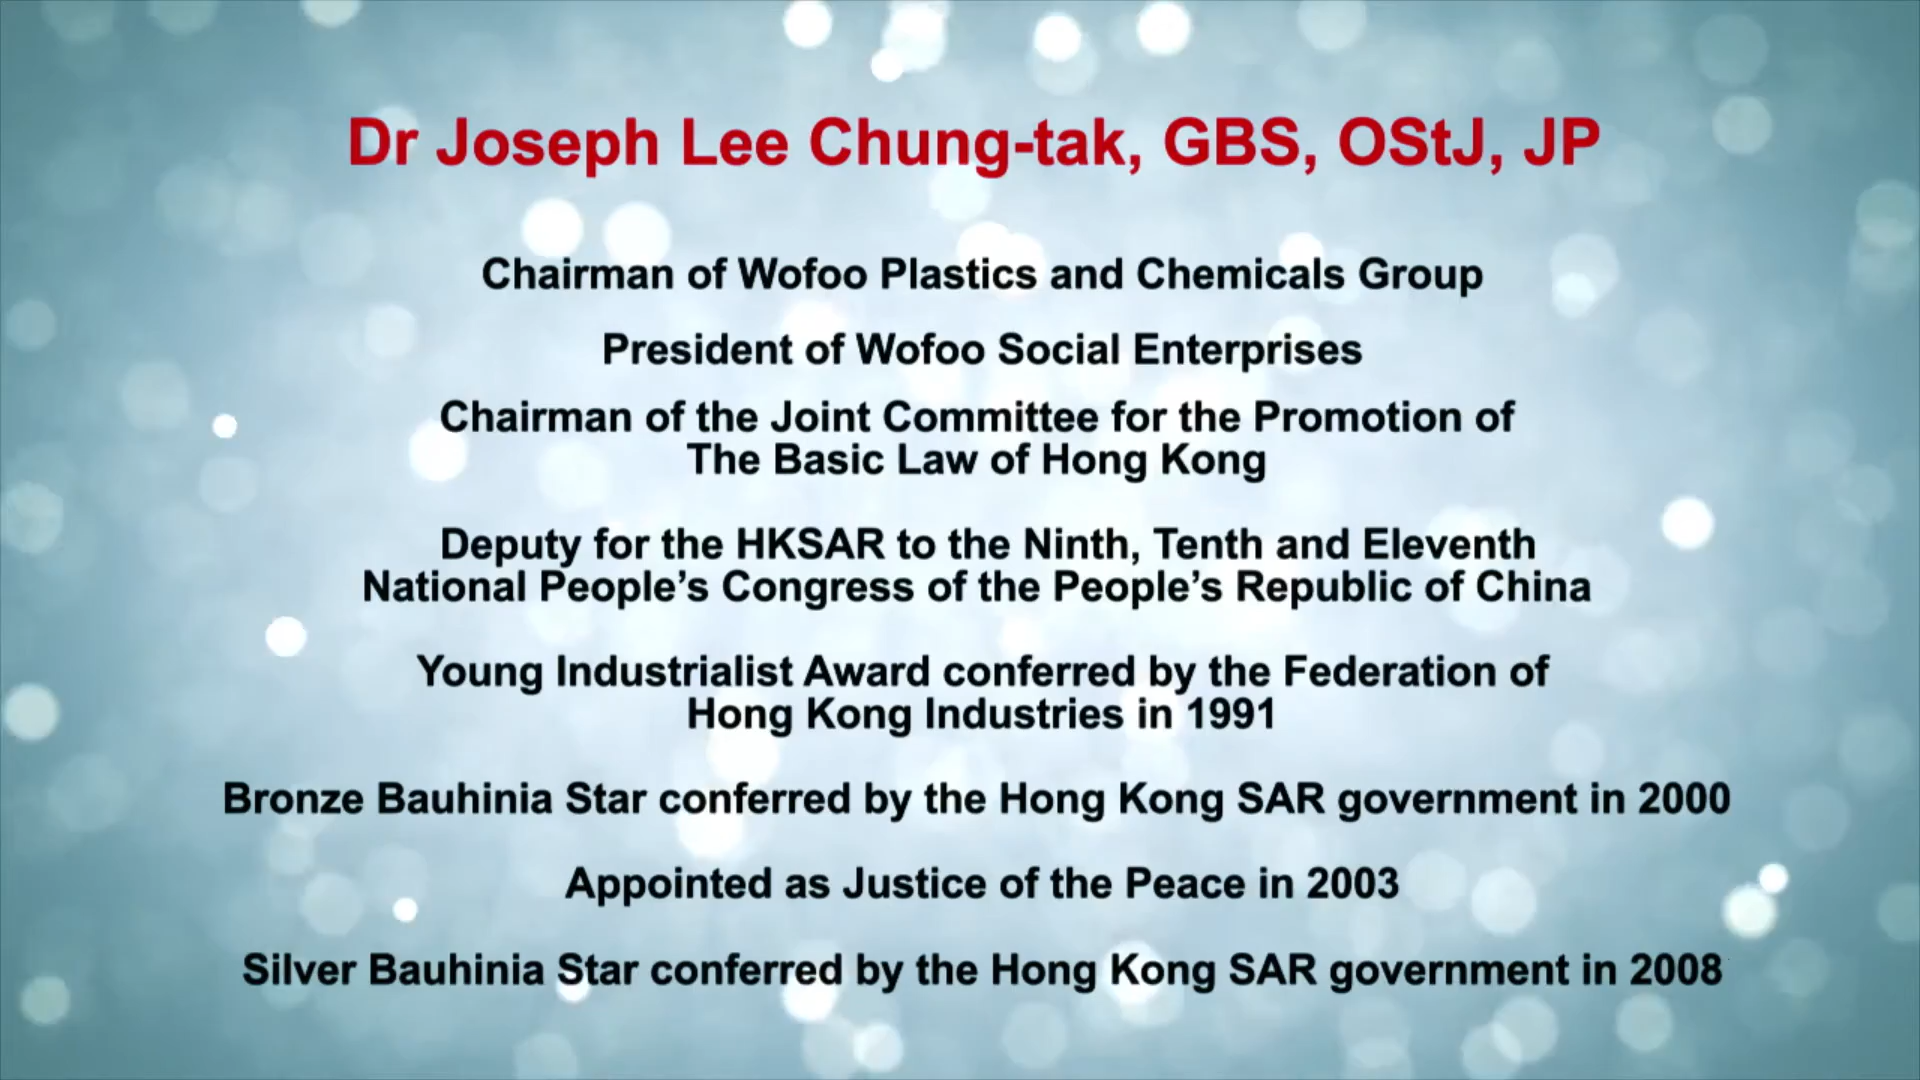 Dr Joseph Lee Chung-tak, GBS, OStJ, JP
Chairman of Wofoo Plastics and Chemicals Group
President of Wofoo Social Enterprises
Chairman of the Joint Committee for the Promotion of
The Basic Law of Hong Kong
Deputy for the HKSAR to the Ninth, Tenth and Eleventh
National People’s Congress of the People’s Republic of China
Young Industrialist Award conferred by the Federation of
Hong Kong Industries in 1991
Bronze Bauhinia Star conferred by the Hong Kong SAR government in 2000
Appointed as Justice of the Peace in 2003
Silver Bauhinia Star conferred by the Hong Kong SAR government in 2008